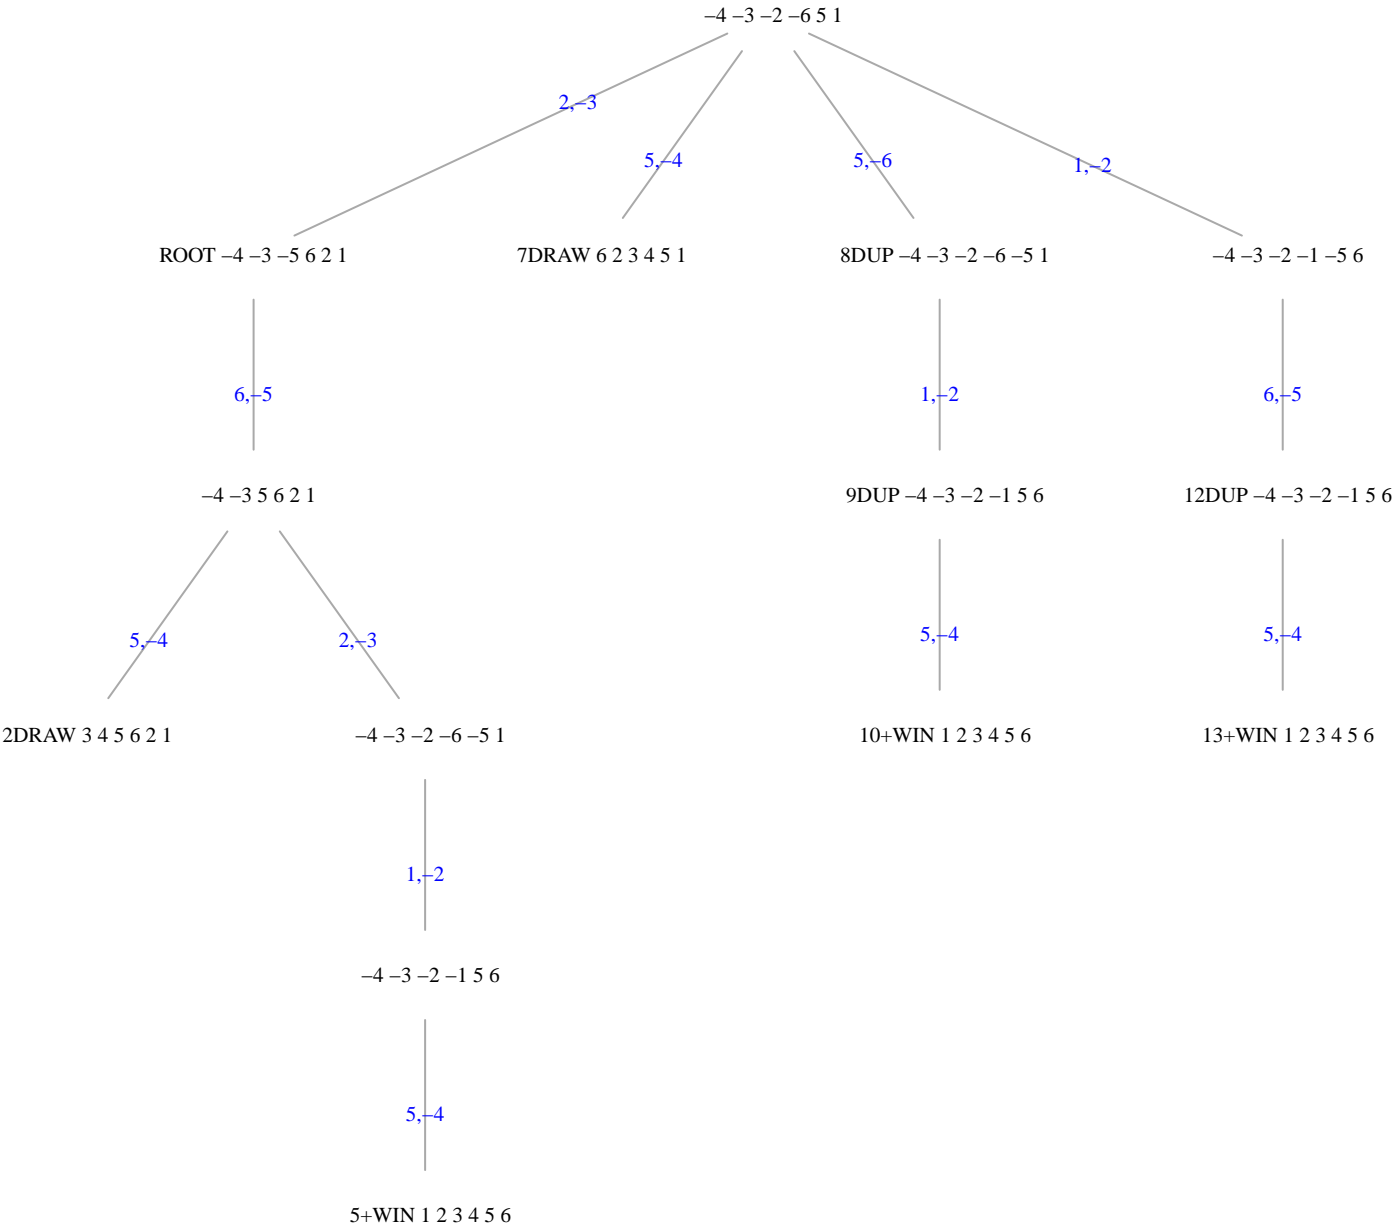 –4 –3 –2 –6 5 1
2,–3
5,–4
5,–6
1,–2
ROOT –4 –3 –5 6 2 1
7DRAW 6 2 3 4 5 1
8DUP –4 –3 –2 –6 –5 1
–4 –3 –2 –1 –5 6
6,–5
1,–2
6,–5
–4 –3 5 6 2 1
9DUP –4 –3 –2 –1 5 6
12DUP –4 –3 –2 –1 5 6
5,–4
2,–3
5,–4
5,–4
2DRAW 3 4 5 6 2 1
–4 –3 –2 –6 –5 1
10+WIN 1 2 3 4 5 6
13+WIN 1 2 3 4 5 6
1,–2
–4 –3 –2 –1 5 6
5,–4
5+WIN 1 2 3 4 5 6